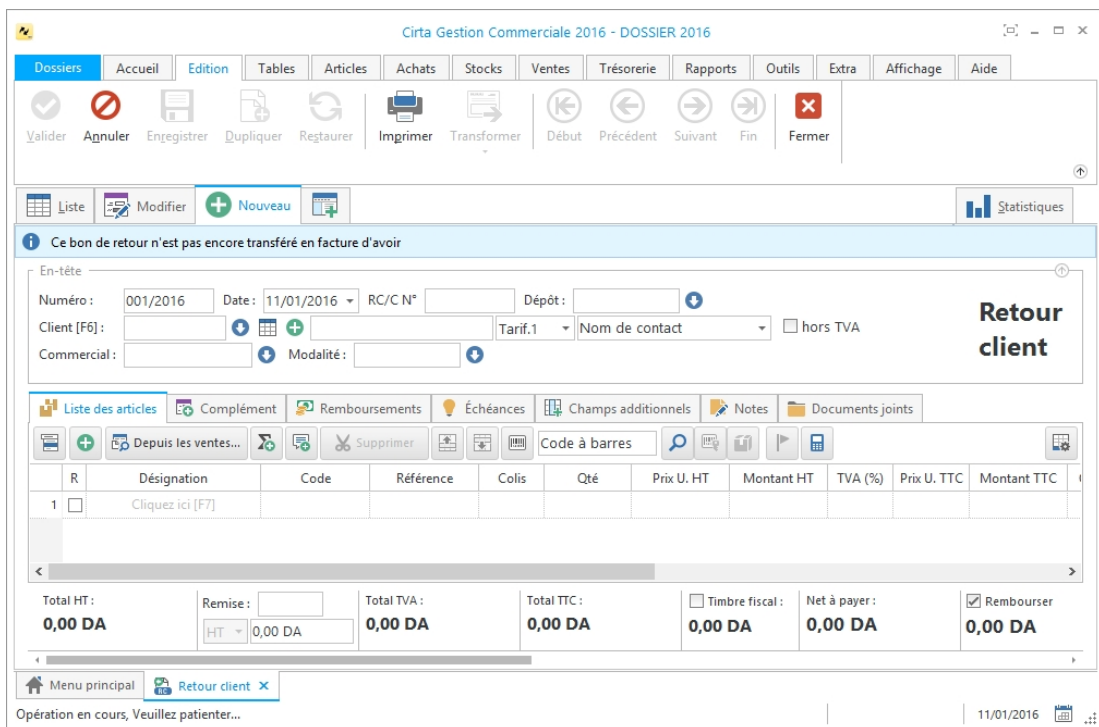 Cirta Gestion Commerciale 2016 - DOSSIER 2016
Dossiers Accueil Edition Tables Articles Achats Stocks Ventes Trésorerie Rapports Outils Extra Affichage Aide
Valider Annuler Enregistrer Dupliquer Restaurer Imprimer Transformer Début Précédent Suivant Fin Fermer
Liste Modifier Nouveau Statistiques
Ce bon de retour n'est pas encore transféré en facture d'avoir
En-tête
Numéro : 001/2016 Date : 11/01/2016 RC/C N° Dépôt :
Client [F6] : Tarif.1 Nom de contact hors TVA
Commercial : Modalité :
Retour
client
Liste des articles Complément Remboursements Échéances Champs additionnels Notes Documents joints
Depuis les ventes... Supprimer Code à barres
R Désignation Code Référence Colis Qté Prix U. HT Montant HT TVA (%) Prix U. TTC Montant TTC
1 Cliquez ici [F7]
Total HT : Remise : Total TVA : Total TTC : Timbre fiscal : Net à payer : Rembourser
0,00 DA HT 0,00 DA 0,00 DA 0,00 DA 0,00 DA 0,00 DA 0,00 DA
Menu principal RC Retour client
Opération en cours, Veuillez patienter... 11/01/2016